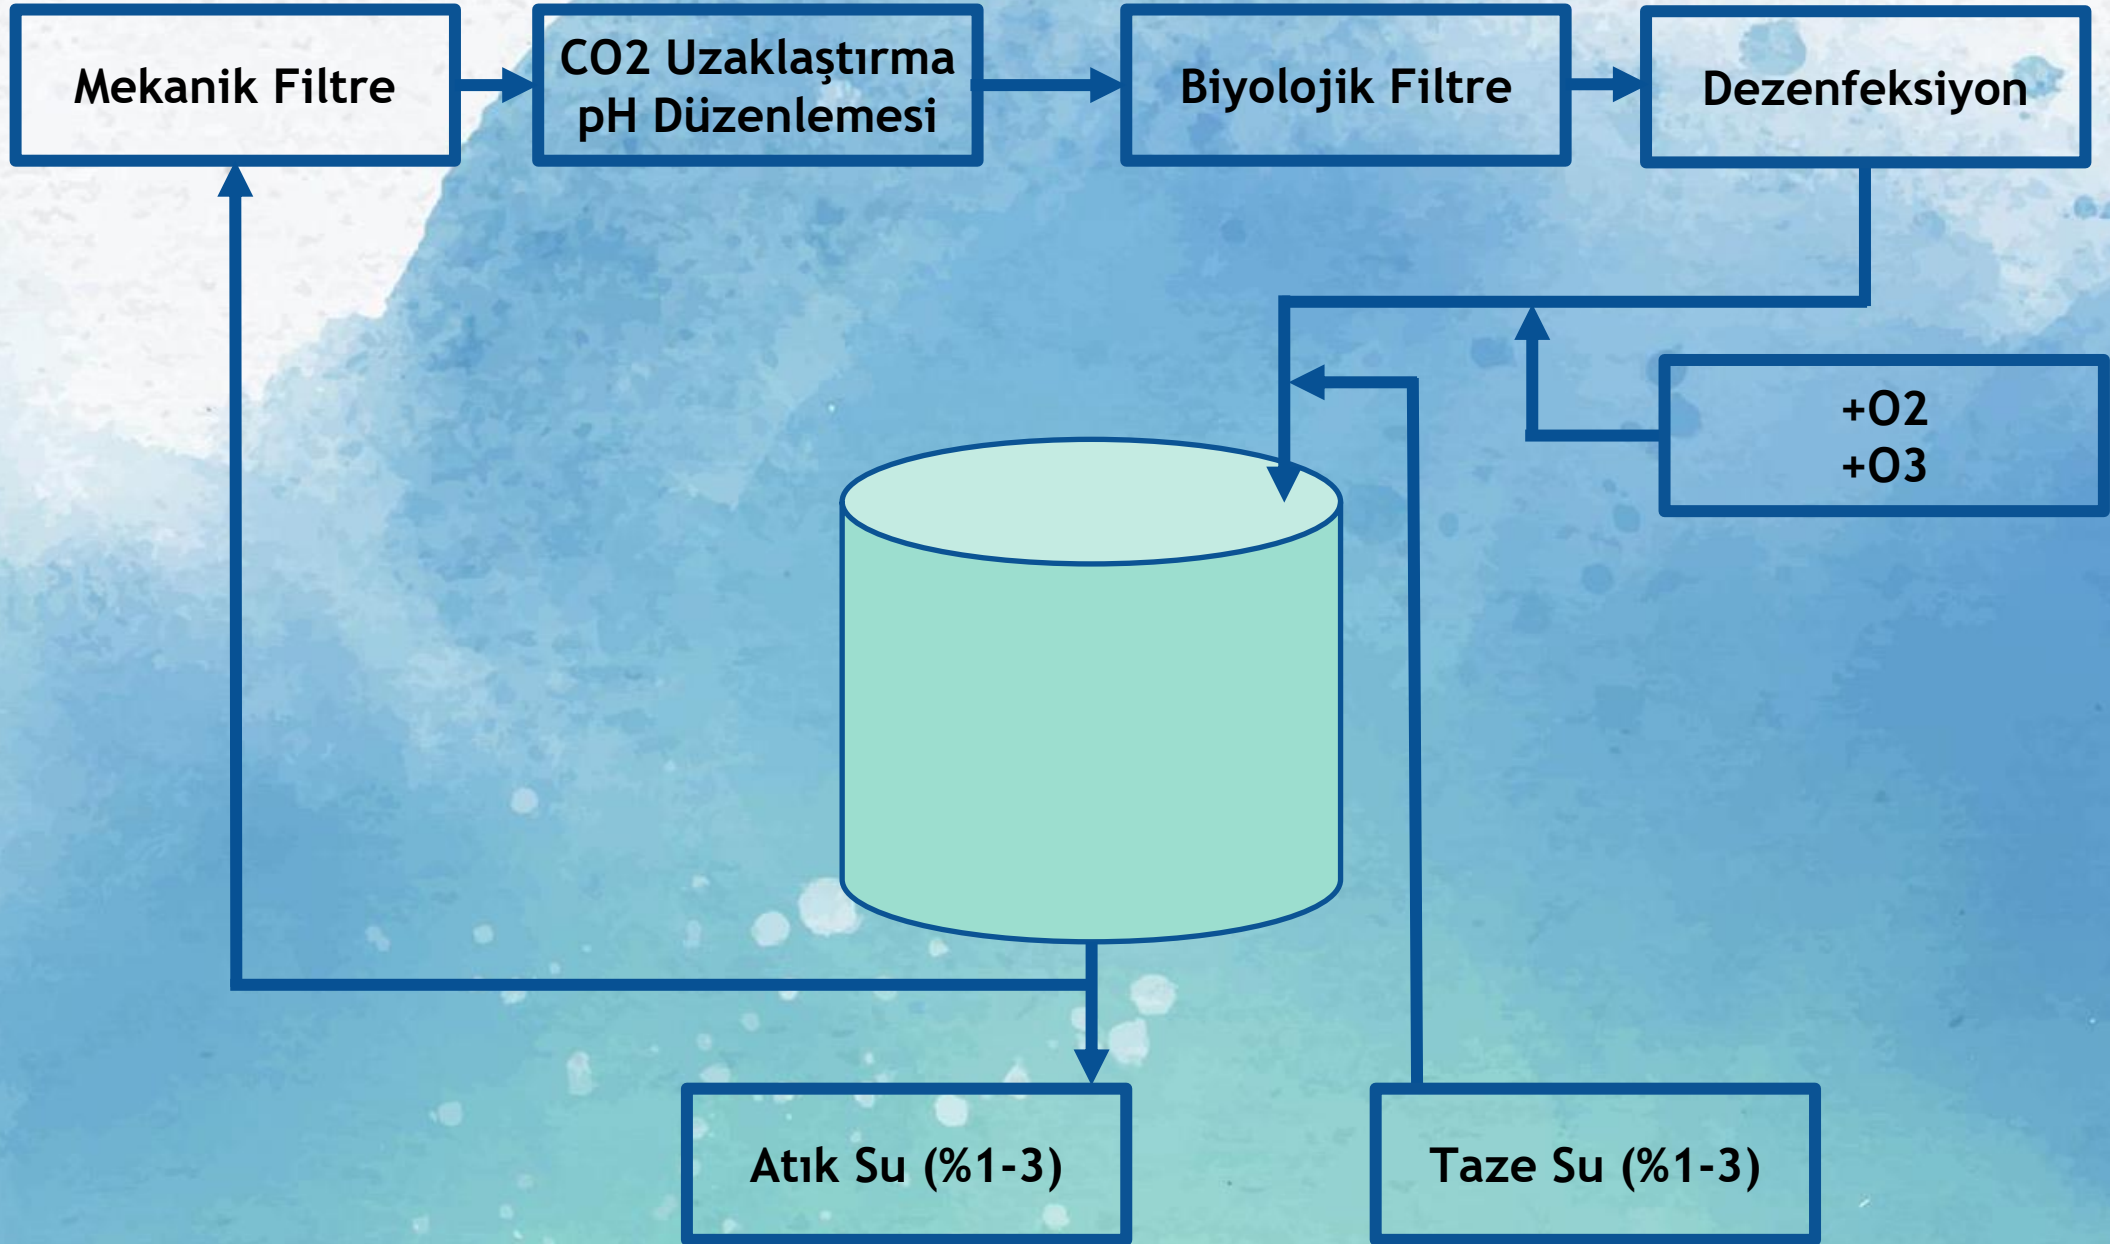 Mekanik Filtre
CO2 Uzaklaştırma
pH Düzenlemesi
Biyolojik Filtre
Dezenfeksiyon
+O2
+O3
Atık Su (%1-3)
Taze Su (%1-3)